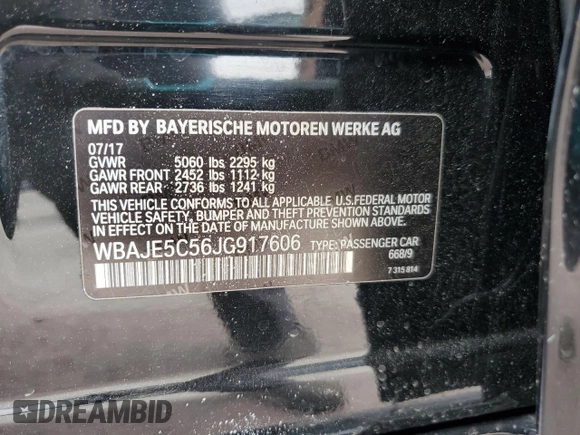 MFD BY BAYERISCHE MOTOREN WERKE AG
07/17
GVWR 5060 lbs 2295 kg
GAWR FRONT 2452 lbs 1112 kg
GAWR REAR 2736 lbs 1241 kg
THIS VEHICLE CONFORMS TO ALL APPLICABLE U.S.FEDERAL MOTOR
VEHICLE SAFETY, BUMPER AND THEFT PREVENTION STANDARDS
IN EFFECT ON THE DATE OF MANUFACTURE SHOWN ABOVE.
WBAJE5C56JG917606 TYPE: PASSENGER CAR
668/9
7 315 814
DREAMBID